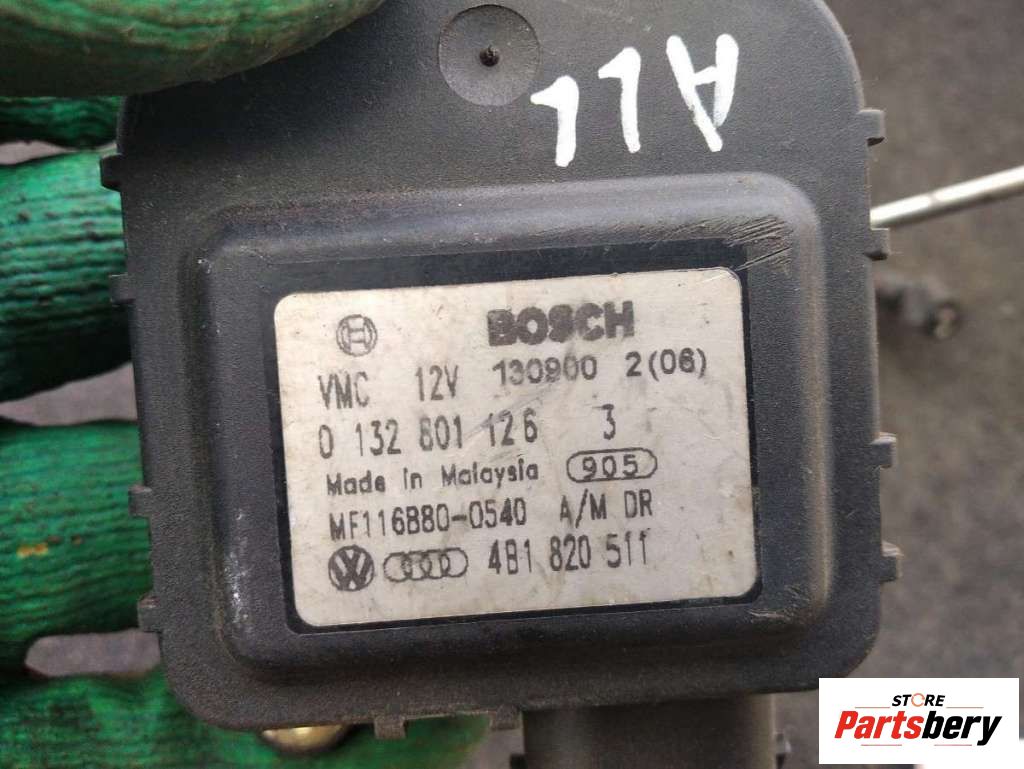 ALL
BOSCH
VMC 12V 130900 2(06)
0 132 801 126 3
Made in Malaysia 905
MF116B80-0540 A/M DR
4B1 820 511
STORE
Partsbery